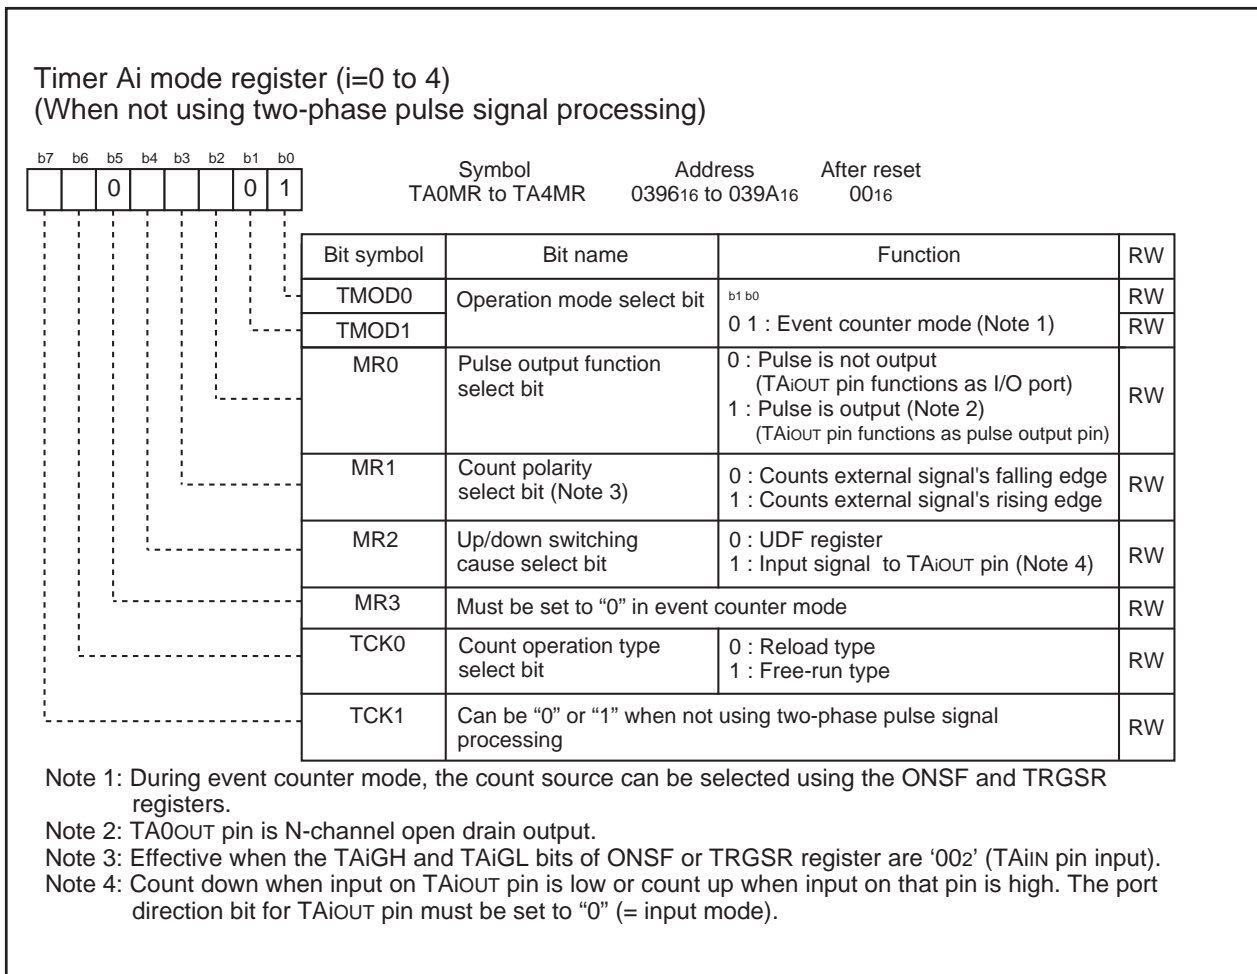 Timer Ai mode register (i=0 to 4)
(When not using two-phase pulse signal processing)
b7 b6 b5 b4 b3 b2 b1 b0
0 0 1
Symbol Address After reset
TA0MR to TA4MR 039616 to 039A16 0016
Bit symbol Bit name Function RW
TMOD0 Operation mode select bit b1 b0 RW
TMOD1 0 1 : Event counter mode (Note 1) RW
MR0 Pulse output function select bit 0 : Pulse is not output
(TAiOUT pin functions as I/O port)
1 : Pulse is output (Note 2)
(TAiOUT pin functions as pulse output pin) RW
MR1 Count polarity select bit (Note 3) 0 : Counts external signal's falling edge
1 : Counts external signal's rising edge RW
MR2 Up/down switching cause select bit 0 : UDF register
1 : Input signal to TAiOUT pin (Note 4) RW
MR3 Must be set to “0” in event counter mode RW
TCK0 Count operation type select bit 0 : Reload type
1 : Free-run type RW
TCK1 Can be “0” or “1” when not using two-phase pulse signal
processing RW
Note 1: During event counter mode, the count source can be selected using the ONSF and TRGSR
registers.
Note 2: TA0OUT pin is N-channel open drain output.
Note 3: Effective when the TAiGH and TAiGL bits of ONSF or TRGSR register are ‘002’ (TAiIN pin input).
Note 4: Count down when input on TAiOUT pin is low or count up when input on that pin is high. The port
direction bit for TAiOUT pin must be set to “0” (= input mode).